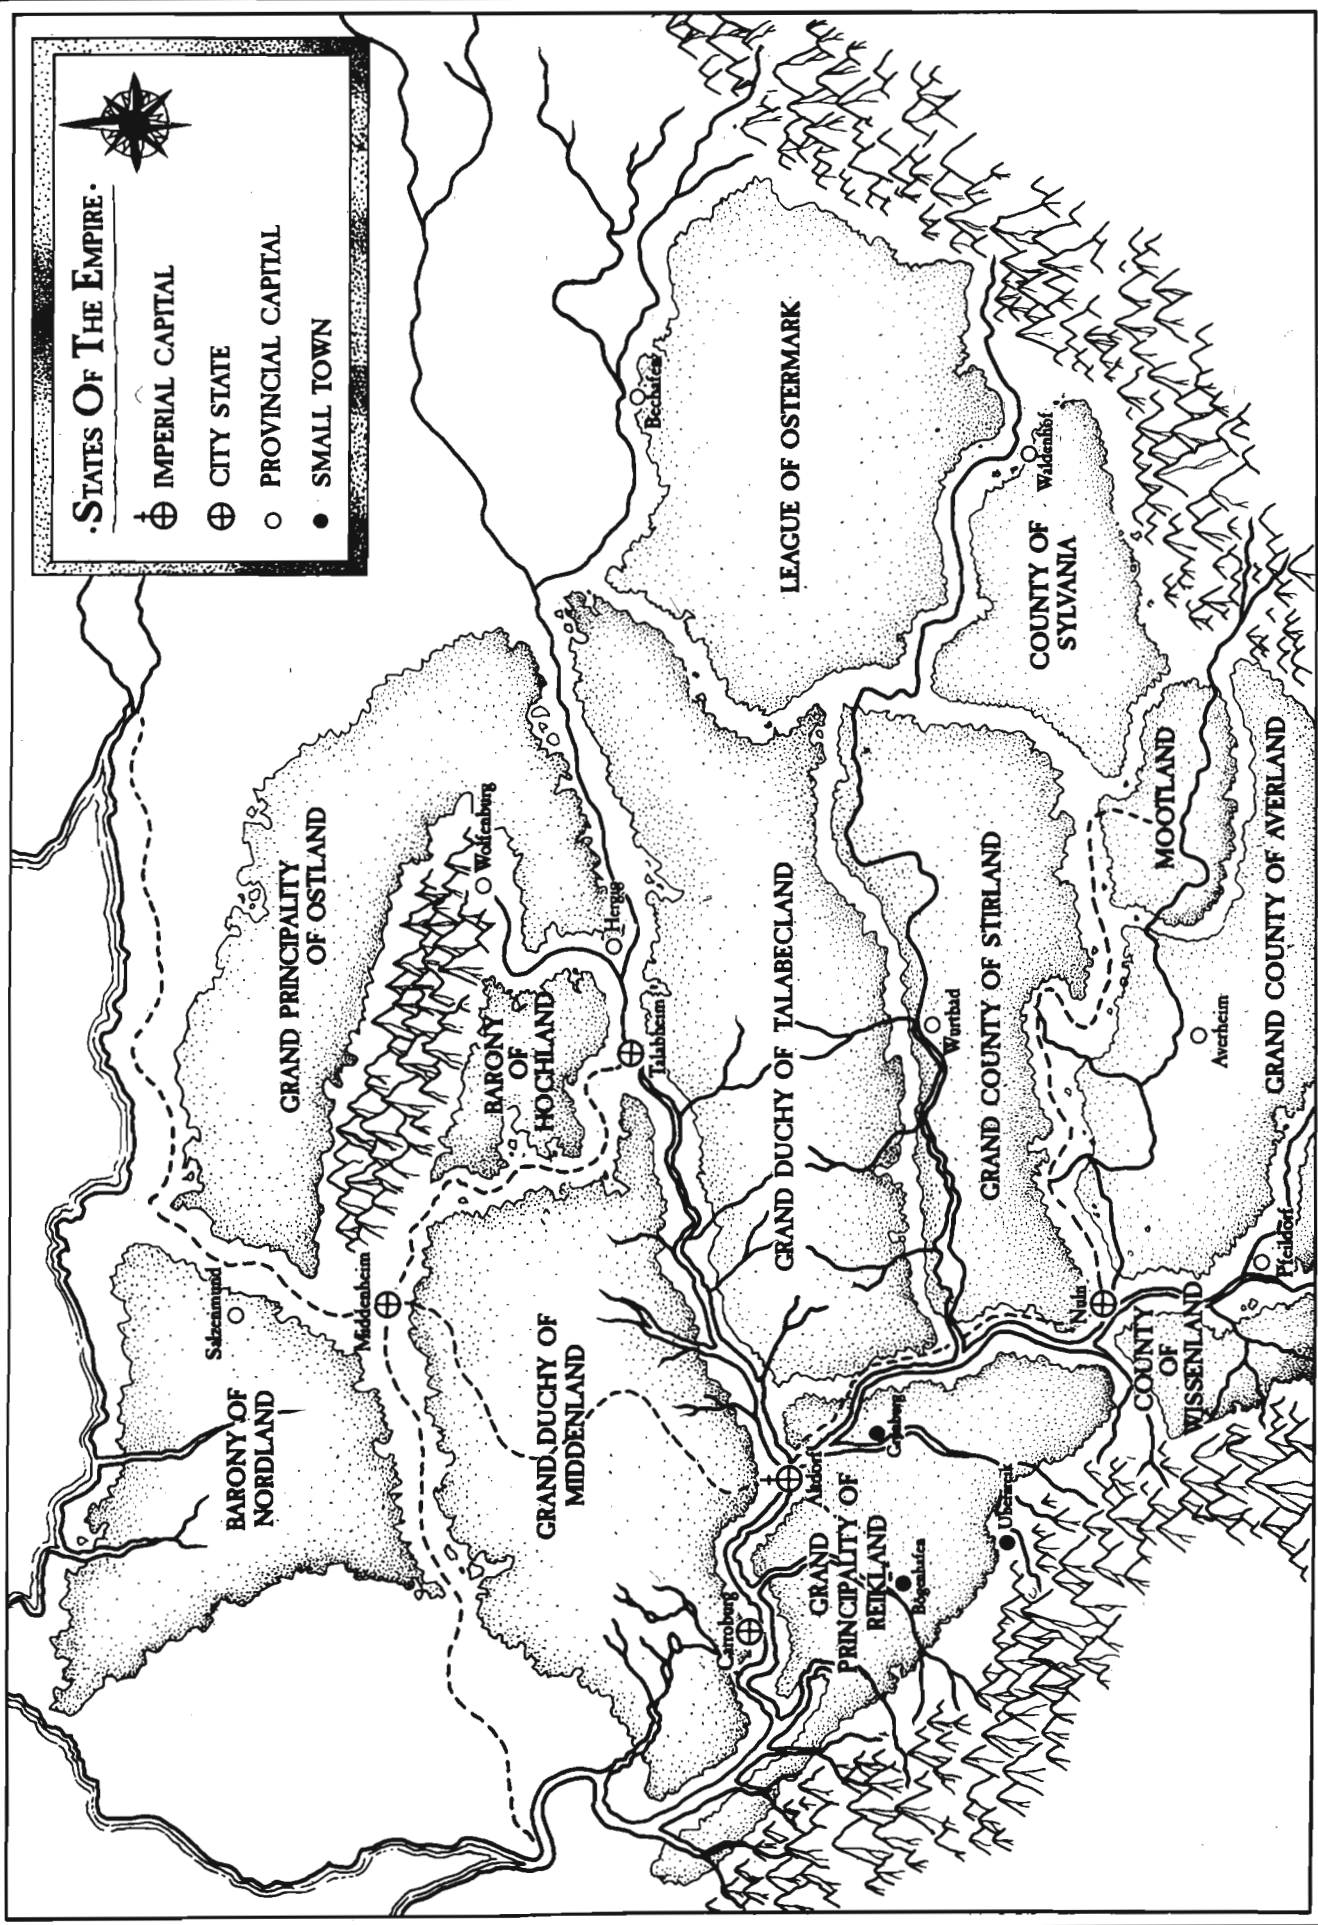 ·STATES OF THE EMPIRE·
IMPERIAL CAPITAL
CITY STATE
PROVINCIAL CAPITAL
SMALL TOWN
Salzenmund
BARONY OF
NORDLAND
GRAND PRINCIPALITY
OF OSTLAND
Middenheim
Wolfenburg
BARONY
OF
HOCHLAND
Hergig
Talabheim
GRAND DUCHY OF
MIDDENLAND
Bechafen
LEAGUE OF OSTERMARK
Carroburg
Altdorf
GRAND DUCHY OF TALABECLAND
GRAND
PRINCIPALITY OF
REIKLAND
Grünburg
Bogenhafen
Ubersreik
Wurtbad
GRAND COUNTY OF STIRLAND
Waldenhof
COUNTY OF
SYLVANIA
Nuln
COUNTY
OF
WISSENLAND
MOOTLAND
Averheim
GRAND COUNTY OF AVERLAND
Pfeildorf